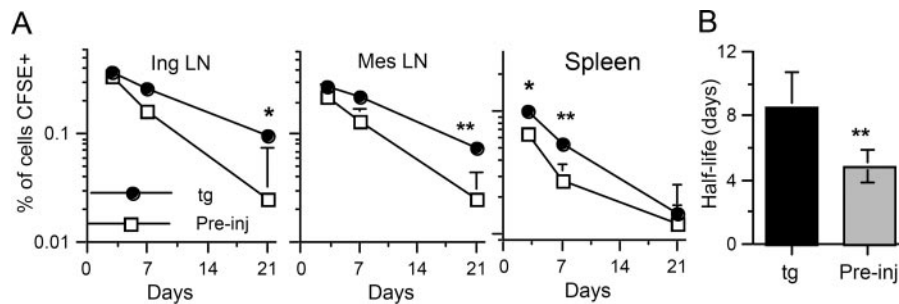 A
B
% of cells CFSE+
Ing LN
Mes LN
Spleen
0.1
0.01
*
**
*
**
tg
Pre-inj
0 7 14 21
0 7 14 21
0 7 14 21
Days
Days
Days
Half-life (days)
12
8
4
0
**
tg
Pre-inj